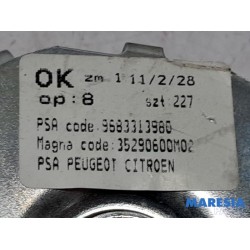 OK zm 1 11/2/28
op:8 szt 227
PSA code.9683313980
Magna code:35290600M02
PSA PEUGEOT CITROEN
MARESIA